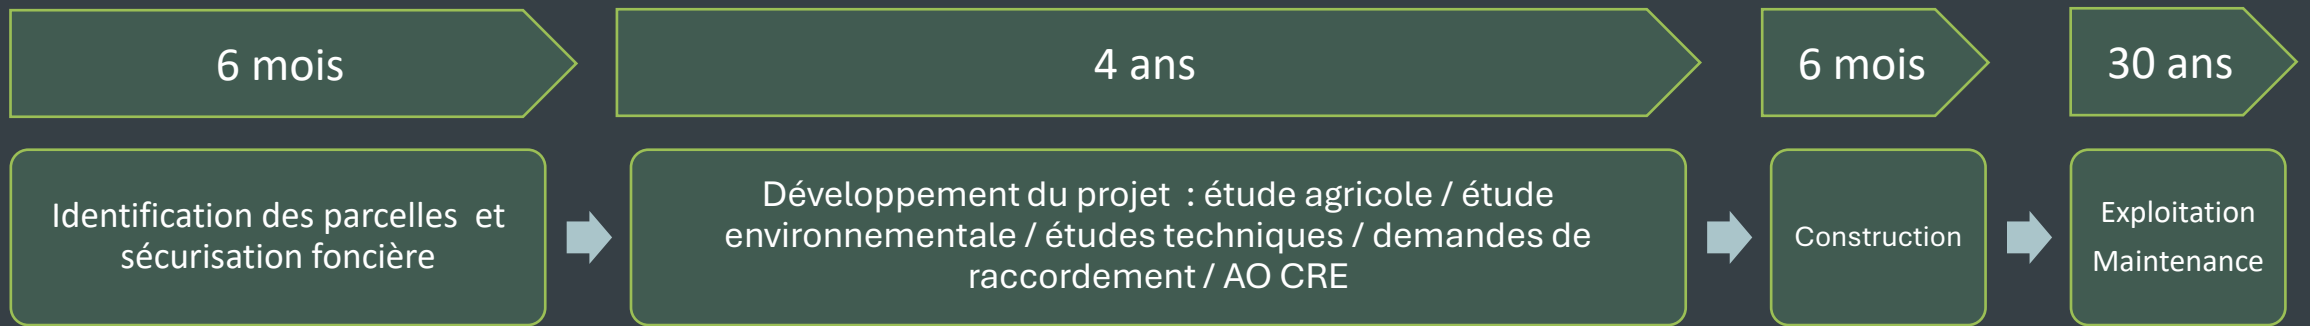 6 mois
4 ans
6 mois
30 ans
Identification des parcelles et
sécurisation foncière
Développement du projet : étude agricole / étude
environnementale / études techniques / demandes de
raccordement / AO CRE
Construction
Exploitation
Maintenance